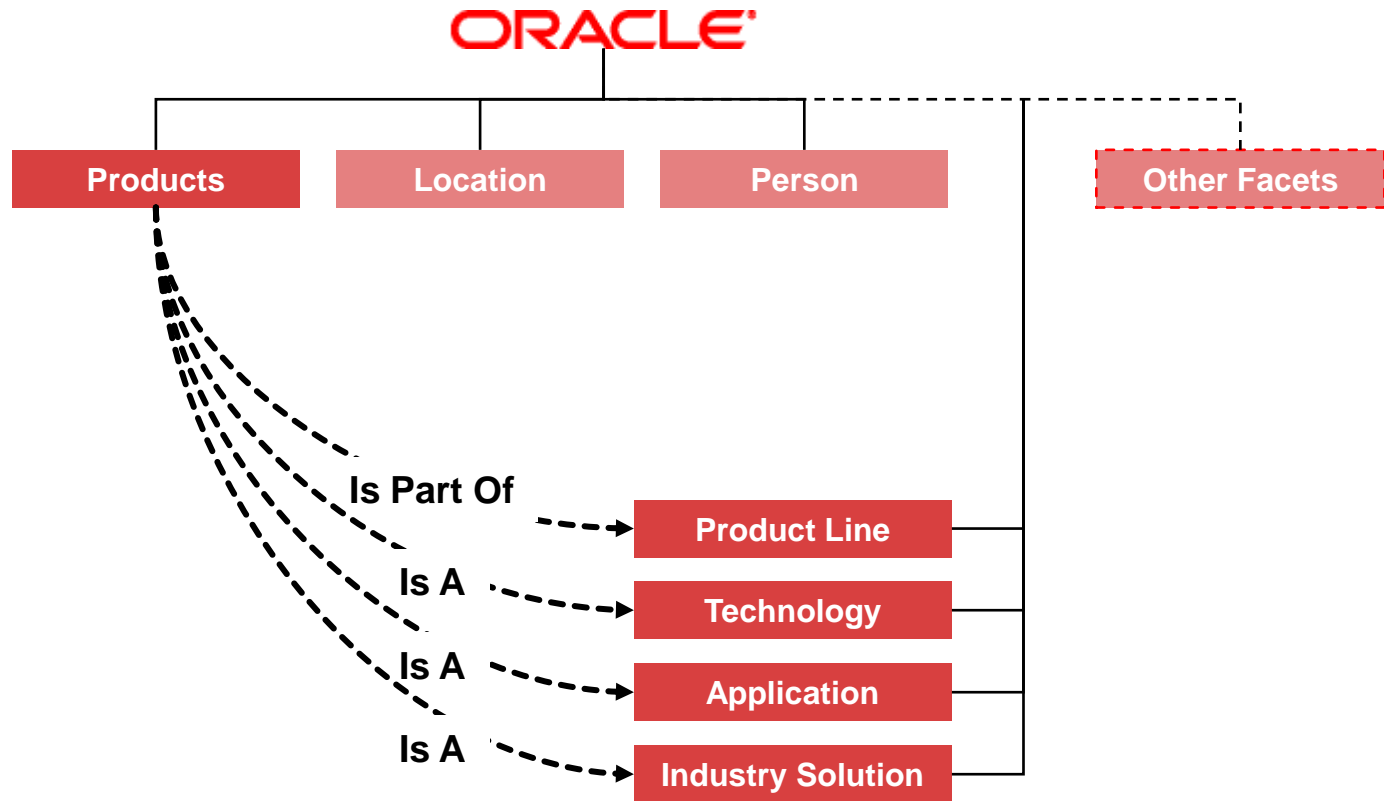 ORACLE
Products
Location
Person
Other Facets
Is Part Of
Product Line
Is A
Technology
Is A
Application
Is A
Industry Solution